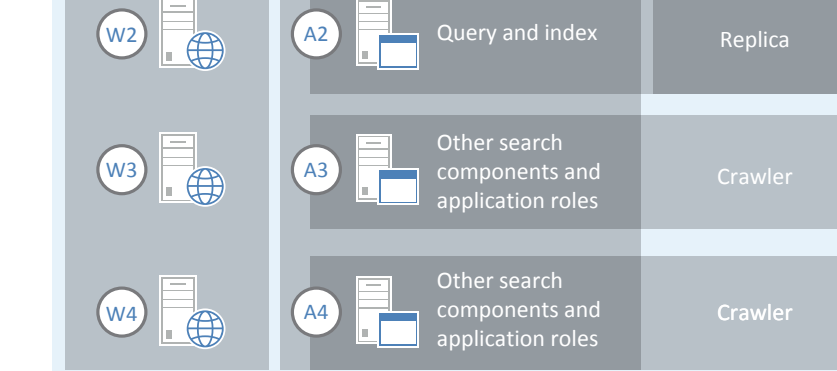 W2
A2
Query and index
Replica
W3
A3
Other search
components and
application roles
Crawler
W4
A4
Other search
components and
application roles
Crawler